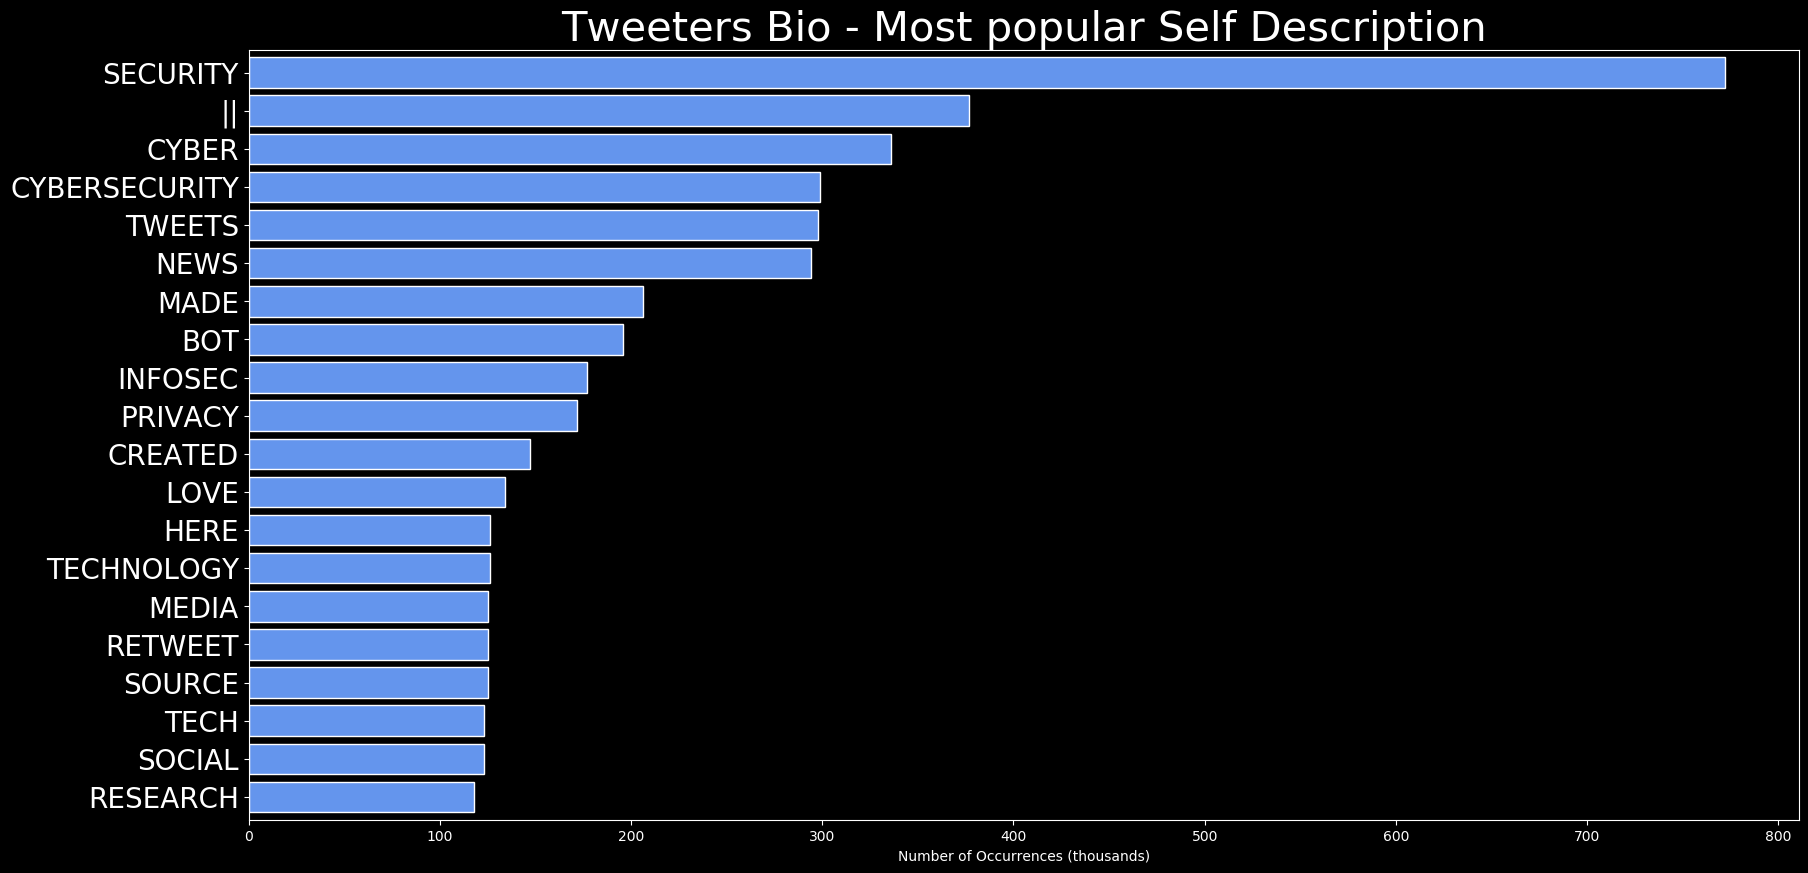 Tweeters Bio - Most popular Self Description
SECURITY
||
CYBER
CYBERSECURITY
TWEETS
NEWS
MADE
BOT
INFOSEC
PRIVACY
CREATED
LOVE
HERE
TECHNOLOGY
MEDIA
RETWEET
SOURCE
TECH
SOCIAL
RESEARCH
0 100 200 300 400 500 600 700 800
Number of Occurrences (thousands)